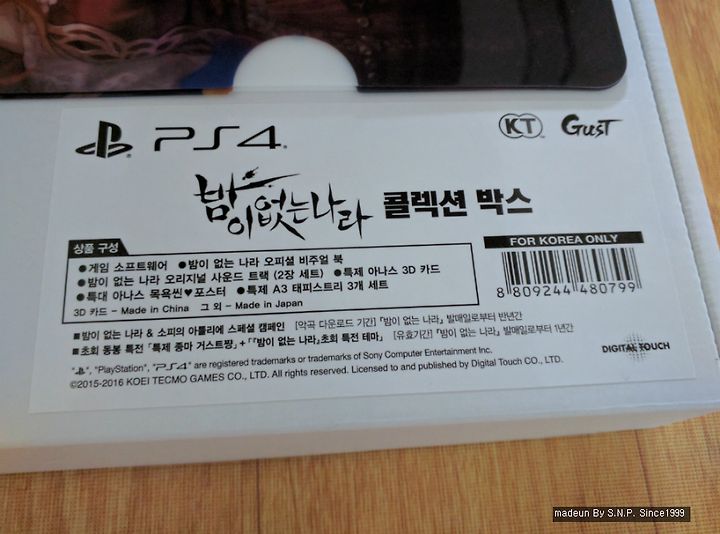 PS4
KT GUST
밤이 없는 나라 콜렉션 박스
상품 구성
FOR KOREA ONLY
●게임 소프트웨어 ●밤이 없는 나라 오피셜 비주얼 북
●밤이 없는 나라 오리지널 사운드 트랙 (2장 세트) ●특제 아나스 3D 카드
●특대 아나스 목욕씬♥포스터 ●특제 A3 태피스트리 3개 세트
3D 카드 - Made in China 그 외 - Made in Japan
8 809244 480799
■밤이 없는 나라 & 소피의 아틀리에 스페셜 캠페인 [악곡 다운로드 기간] 「밤이 없는 나라」 발매일로부터 반년간
■초회 동봉 특전 「특제 종마 거스트짱」+「「밤이 없는 나라」초회 특전 테마」 [유효기간] 「밤이 없는 나라」 발매일로부터 1년간
DIGITAL TOUCH
" ", "PlayStation", "PS4" are registered trademarks or trademarks of Sony Computer Entertainment Inc.
©2015-2016 KOEI TECMO GAMES CO., LTD. All rights reserved. Licensed to and published by Digital Touch CO., LTD.
madeun By S.N.P. Since1999